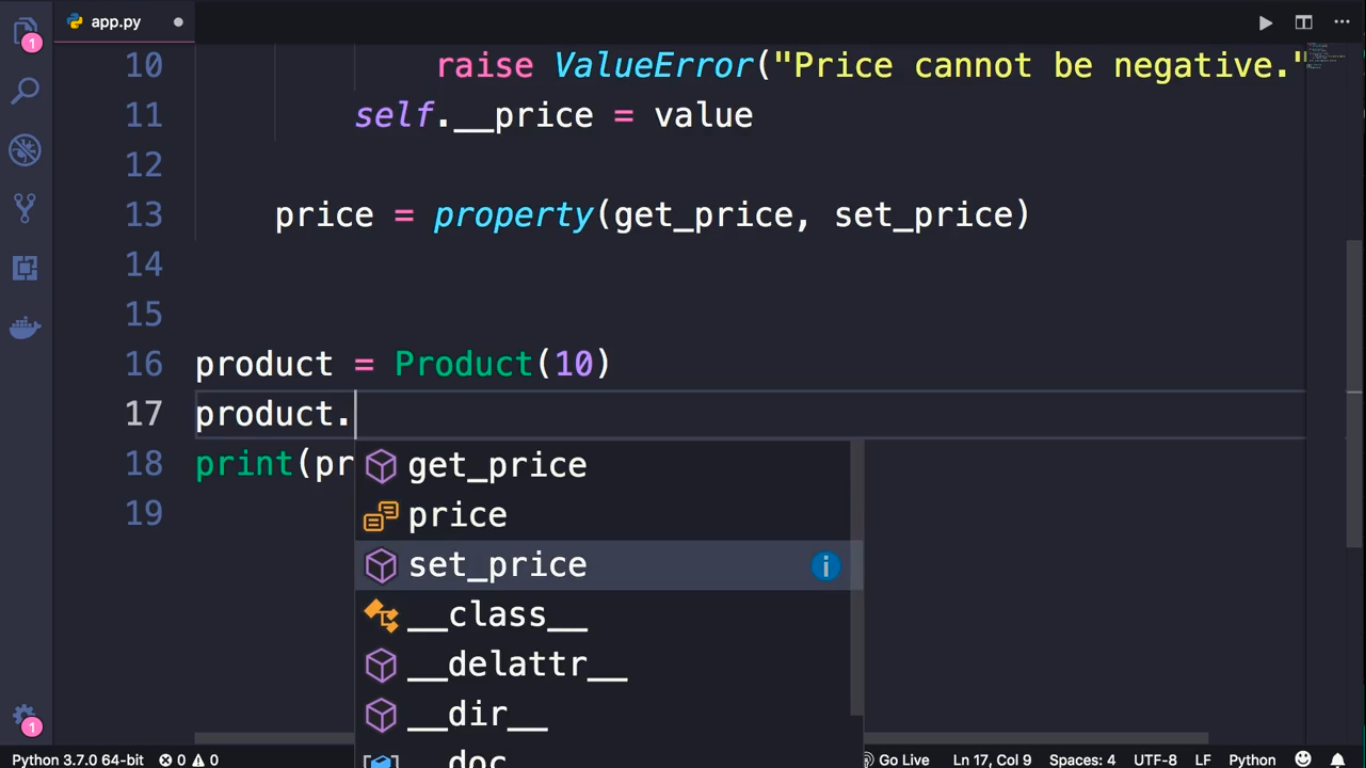 1
app.py
10 raise ValueError("Price cannot be negative."
11 self.__price = value
12
13 price = property(get_price, set_price)
14
15
16 product = Product(10)
17 product.
18 print(pr
19
get_price
price
set_price
__class__
__delattr__
__dir__
1
Python 3.7.0 64-bit 0 0 Go Live Ln 17, Col 9 Spaces: 4 UTF-8 LF Python